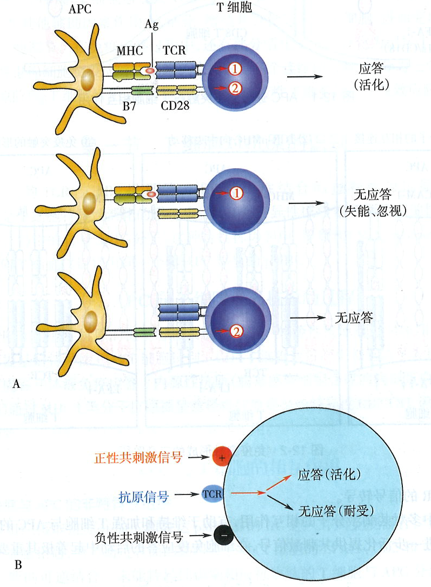 APC
T 细胞
Ag
MHC
TCR
①
②
B7
CD28
应答
(活化)
①
无应答
(失能、忽视)
②
无应答
A
正性共刺激信号
+
抗原信号
TCR
应答(活化)
无应答(耐受)
负性共刺激信号
−
B